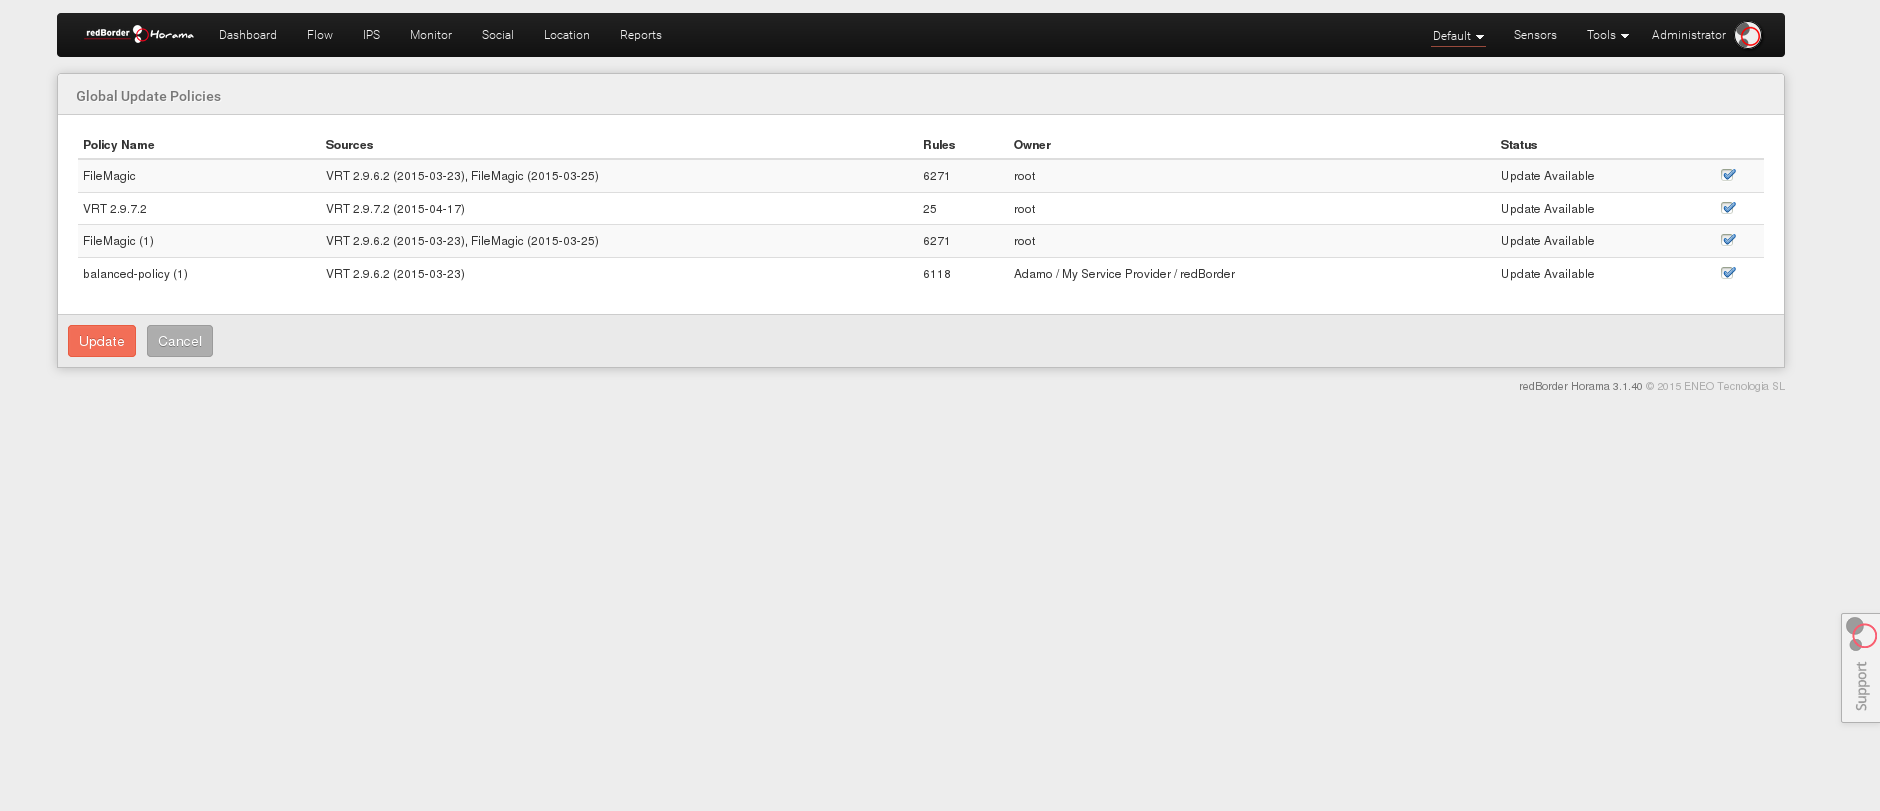 redBorder Horama Dashboard Flow IPS Monitor Social Location Reports Default Sensors Tools Administrator
Global Update Policies
Policy Name Sources Rules Owner Status
FileMagic VRT 2.9.6.2 (2015-03-23), FileMagic (2015-03-25) 6271 root Update Available
VRT 2.9.7.2 VRT 2.9.7.2 (2015-04-17) 25 root Update Available
FileMagic (1) VRT 2.9.6.2 (2015-03-23), FileMagic (2015-03-25) 6271 root Update Available
balanced-policy (1) VRT 2.9.6.2 (2015-03-23) 6118 Adamo / My Service Provider / redBorder Update Available
Update Cancel
redBorder Horama 3.1.40 © 2015 ENEO Tecnologia SL
Support